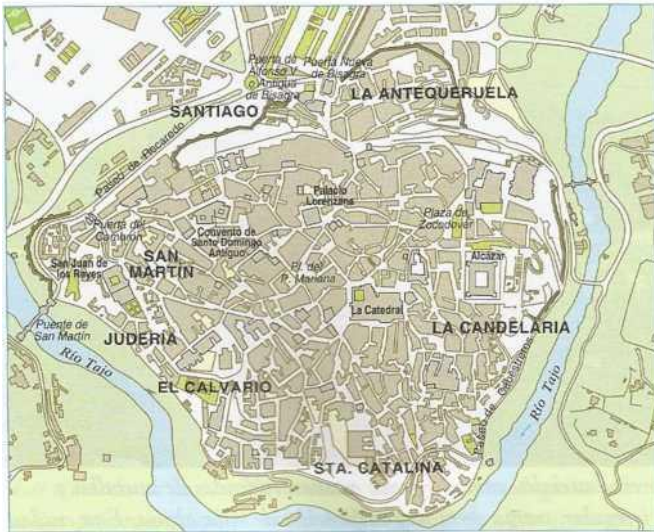 Puerta de
Alfonso V
o Antigua
de Bisagra
Puerta Nueva
de Bisagra
SANTIAGO
LA ANTEQUERUELA
Paseo de Recaredo
Palacio
Lorenzana
Plaza de
Zocodover
Puerta del
Cambrón
Convento de
Santo Domingo
Antiguo
San Juan de
los Reyes
SAN
MARTÍN
Pl. del
P. Mariana
Alcázar
La Catedral
LA CANDELARIA
Puente de
San Martín
JUDERÍA
Río Tajo
EL CALVARIO
Paseo de Cabestreros
Río Tajo
STA. CATALINA